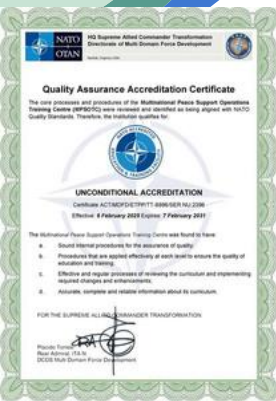 NATO
OTAN
HQ Supreme Allied Commander Transformation
Directorate of Multi Domain Force Development
Quality Assurance Accreditation Certificate
The core processes and procedures of the Multinational Peace Support Operations
Training Centre (MPSOTC) were reviewed and identified as being aligned with NATO
Quality Standards. Therefore, the institution qualifies for:
UNCONDITIONAL ACCREDITATION
Effective: 6 February 2025 Expires: 7 February 2031
The Multinational Peace Support Operations Training Centre was found to have:
a. Sound internal procedures for the assurance of quality.
b. Procedures that are applied effectively at each level to ensure the quality of
education and training.
c. Effective and regular processes of reviewing the curriculum and implementing
required changes and enhancements.
d. Accurate, complete and reliable information about its curriculum.
FOR THE SUPREME ALLIED COMMANDER TRANSFORMATION
Placido Torresi
Rear Admiral, ITA N
DCOS Multi Domain Force Development